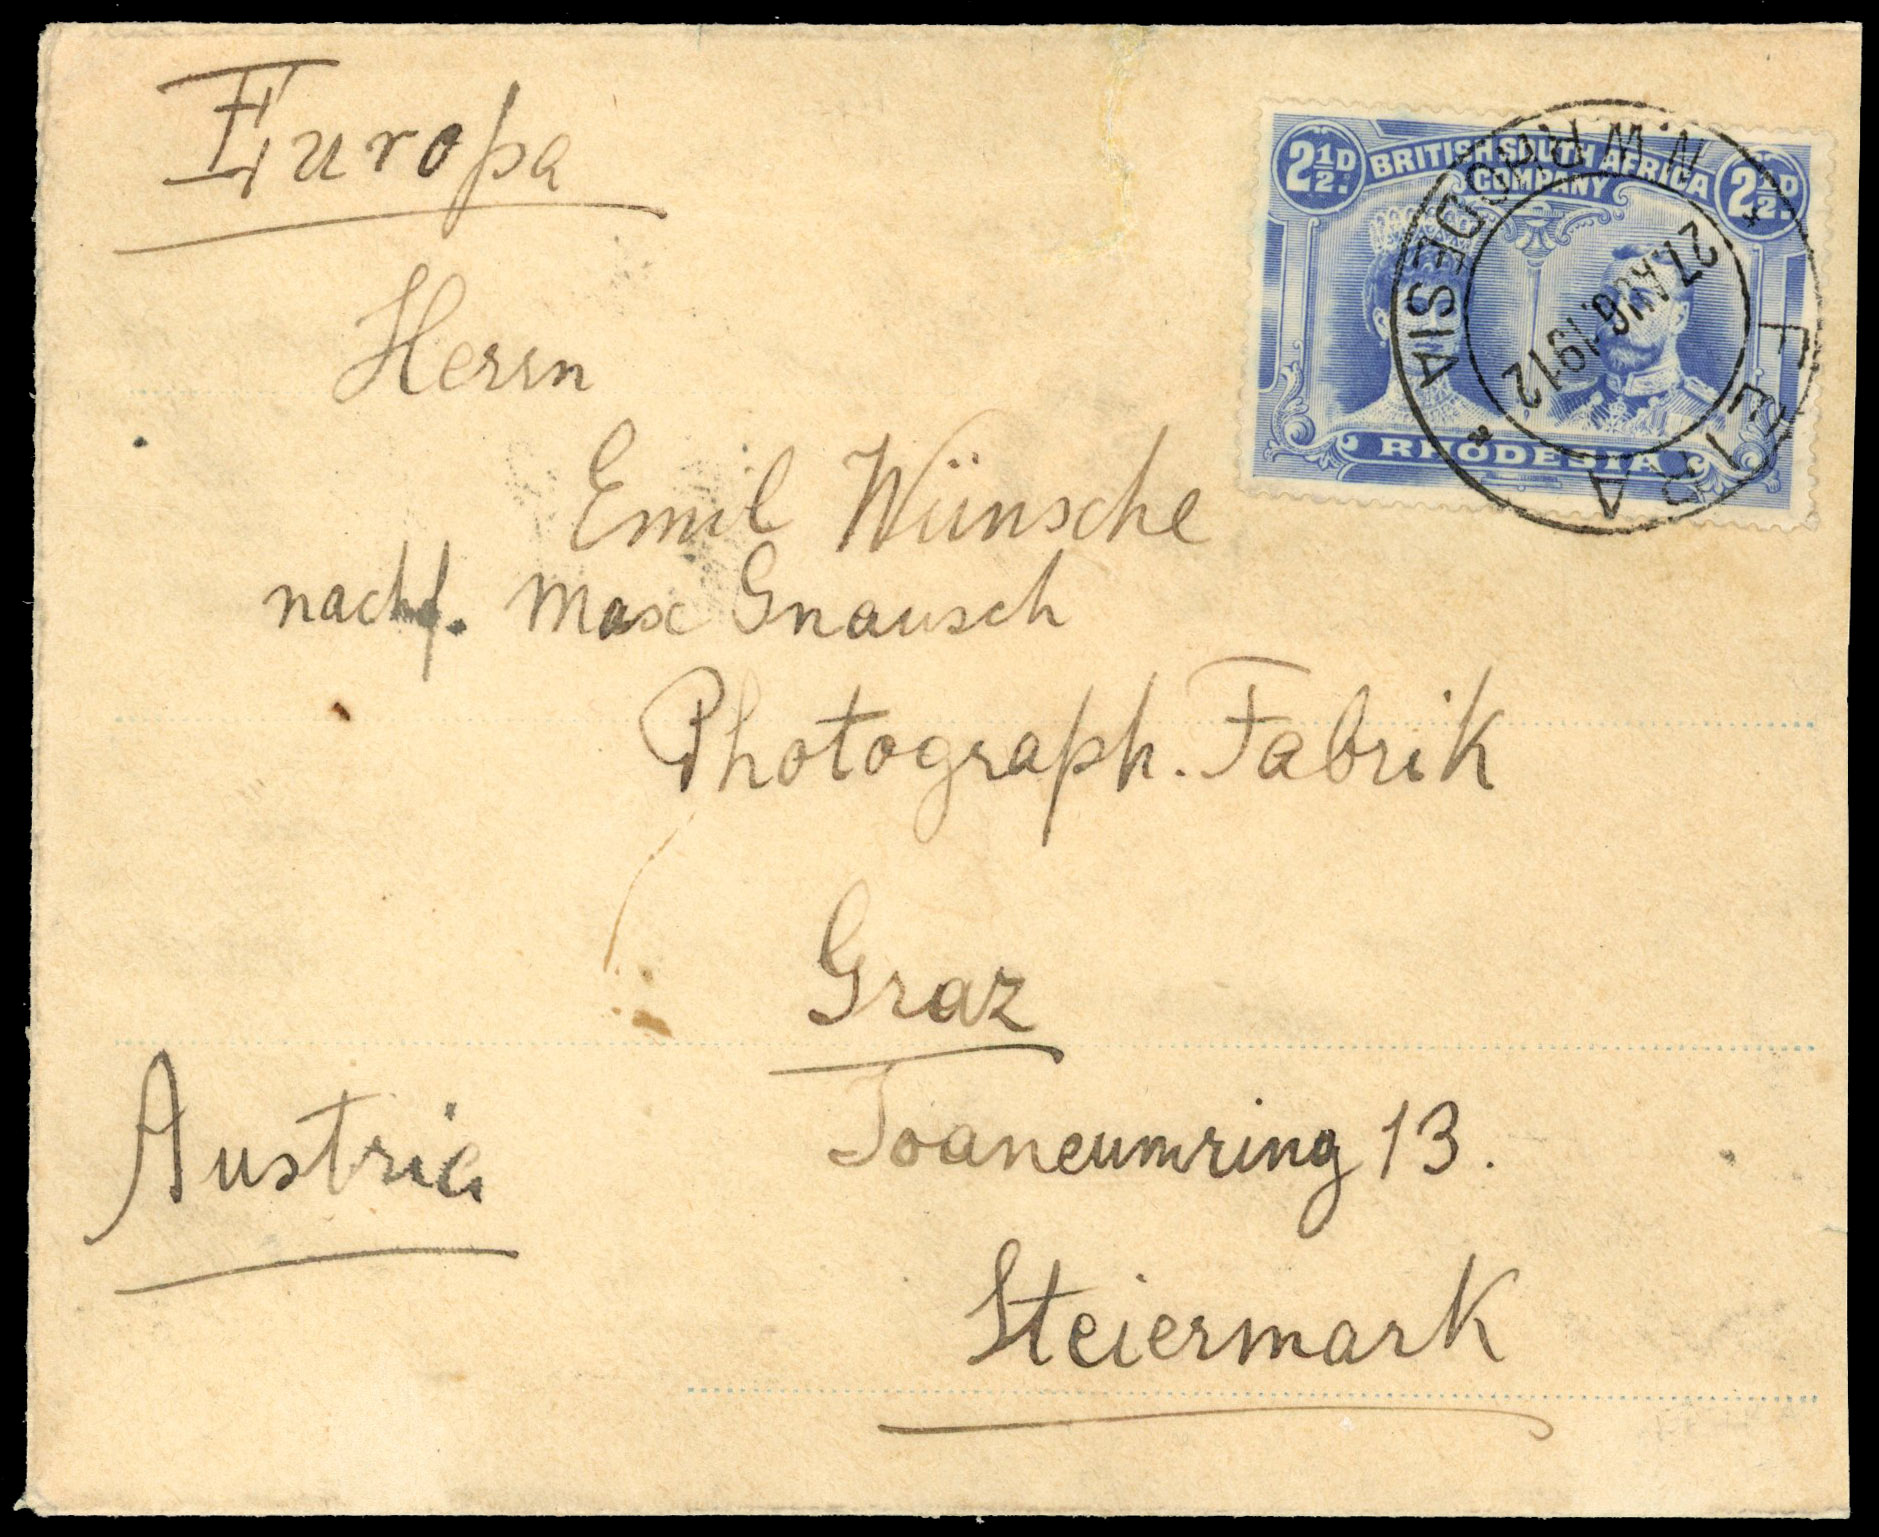 Europa
2½D. BRITISH SOUTH AFRICA 2½D.
COMPANY
RHODESIA
FEIRA
N.W RHODESIA
27.AUG.1912
Herrn
Emil Wünsche
nachf. Max Gnausch
Photograph. Fabrik
Graz
Austria
Joaneumring 13.
Steiermark